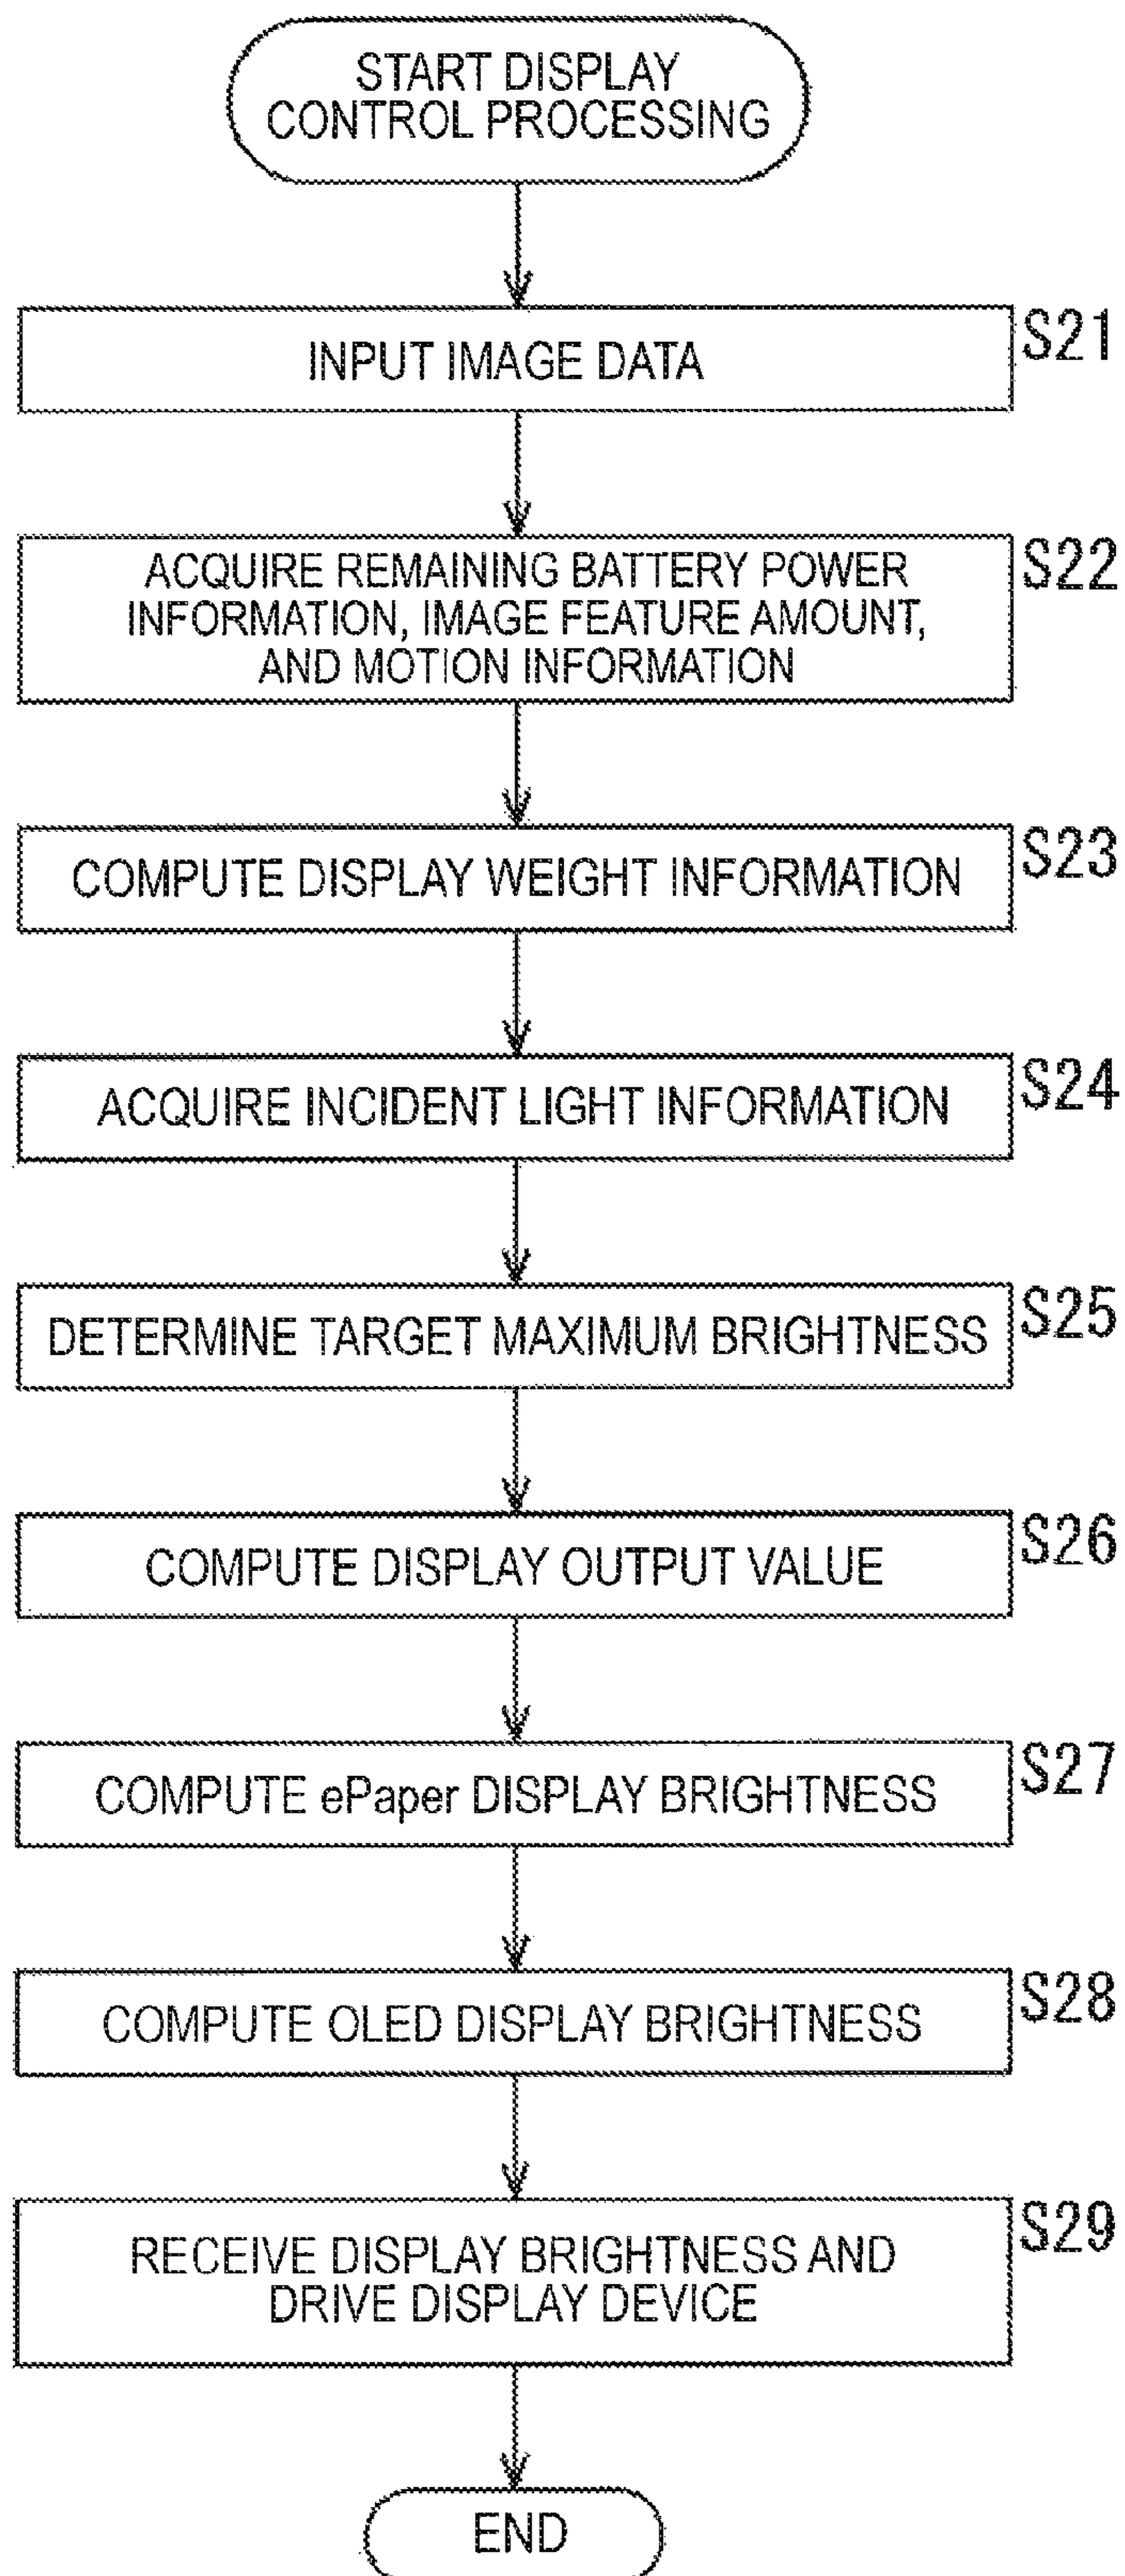 START DISPLAY
CONTROL PROCESSING
INPUT IMAGE DATA
S21
ACQUIRE REMAINING BATTERY POWER
INFORMATION, IMAGE FEATURE AMOUNT,
AND MOTION INFORMATION
S22
COMPUTE DISPLAY WEIGHT INFORMATION
S23
ACQUIRE INCIDENT LIGHT INFORMATION
S24
DETERMINE TARGET MAXIMUM BRIGHTNESS
S25
COMPUTE DISPLAY OUTPUT VALUE
S26
COMPUTE ePaper DISPLAY BRIGHTNESS
S27
COMPUTE OLED DISPLAY BRIGHTNESS
S28
RECEIVE DISPLAY BRIGHTNESS AND
DRIVE DISPLAY DEVICE
S29
END